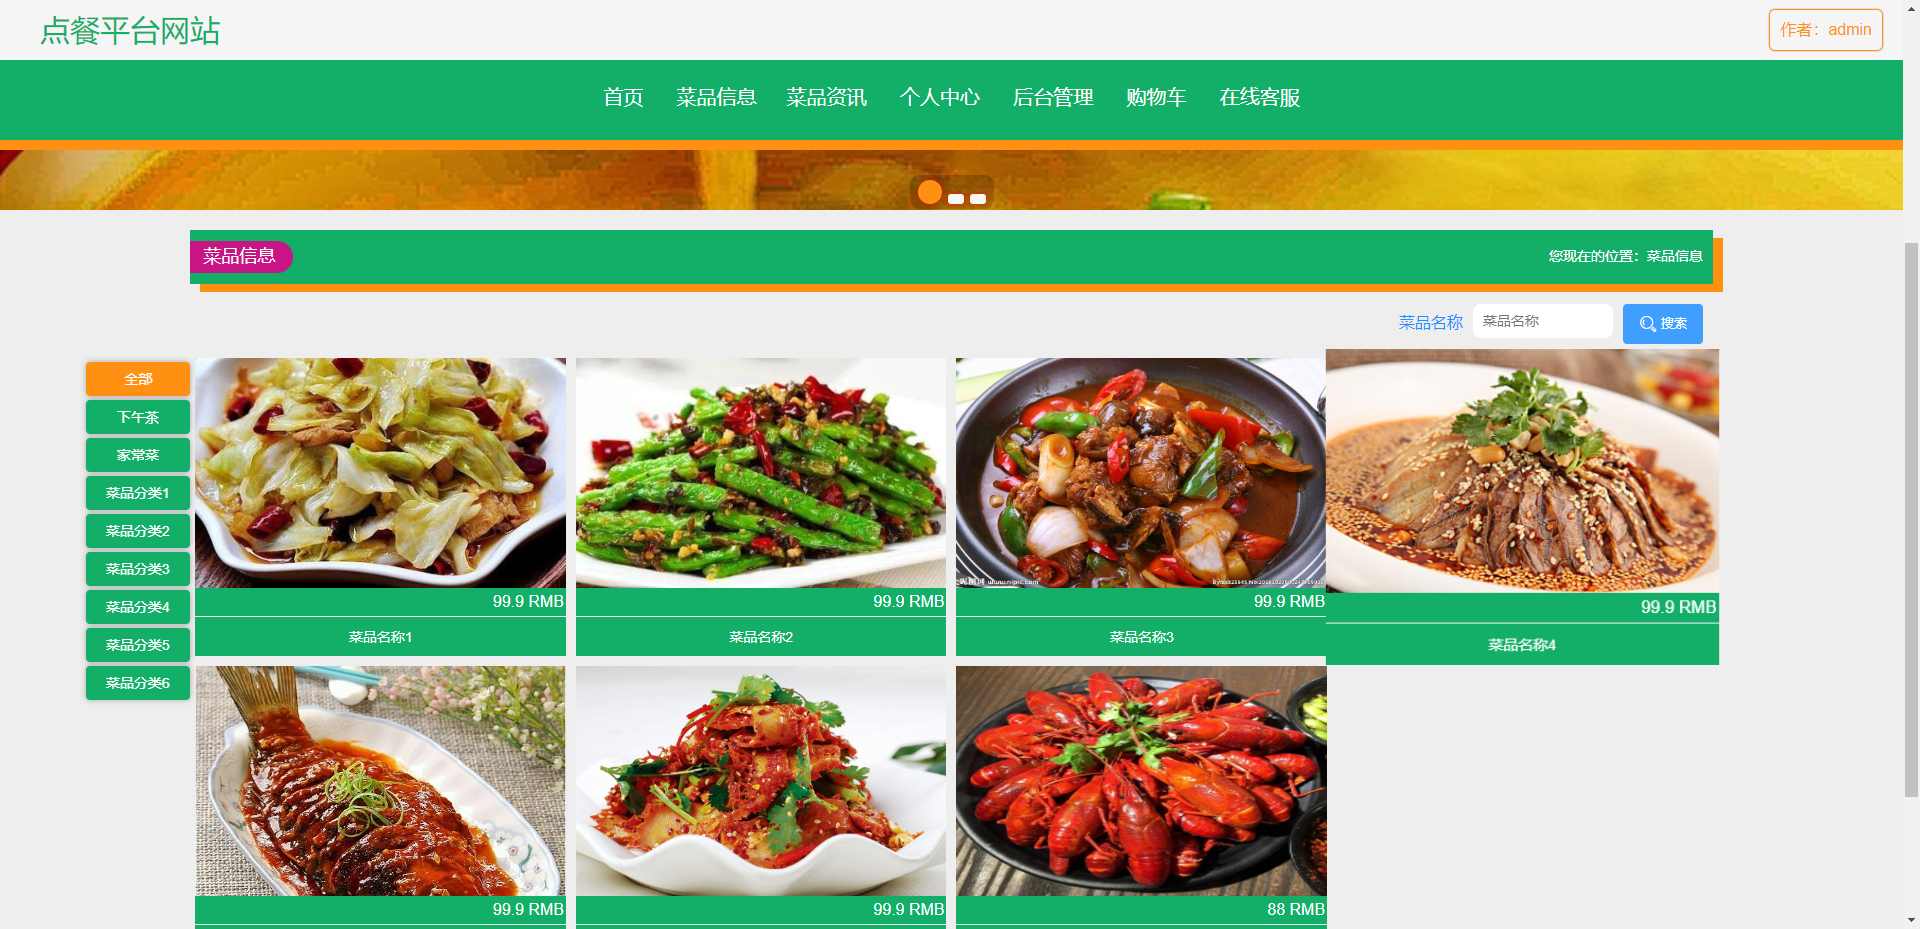 点餐平台网站
作者：admin
首页 菜品信息 菜品资讯 个人中心 后台管理 购物车 在线客服
菜品信息
您现在的位置：菜品信息
菜品名称 菜品名称 搜索
全部
下午茶
家常菜
菜品分类1
菜品分类2
菜品分类3
菜品分类4
菜品分类5
菜品分类6
99.9 RMB
菜品名称1
99.9 RMB
菜品名称2
99.9 RMB
菜品名称3
99.9 RMB
菜品名称4
99.9 RMB
99.9 RMB
88 RMB